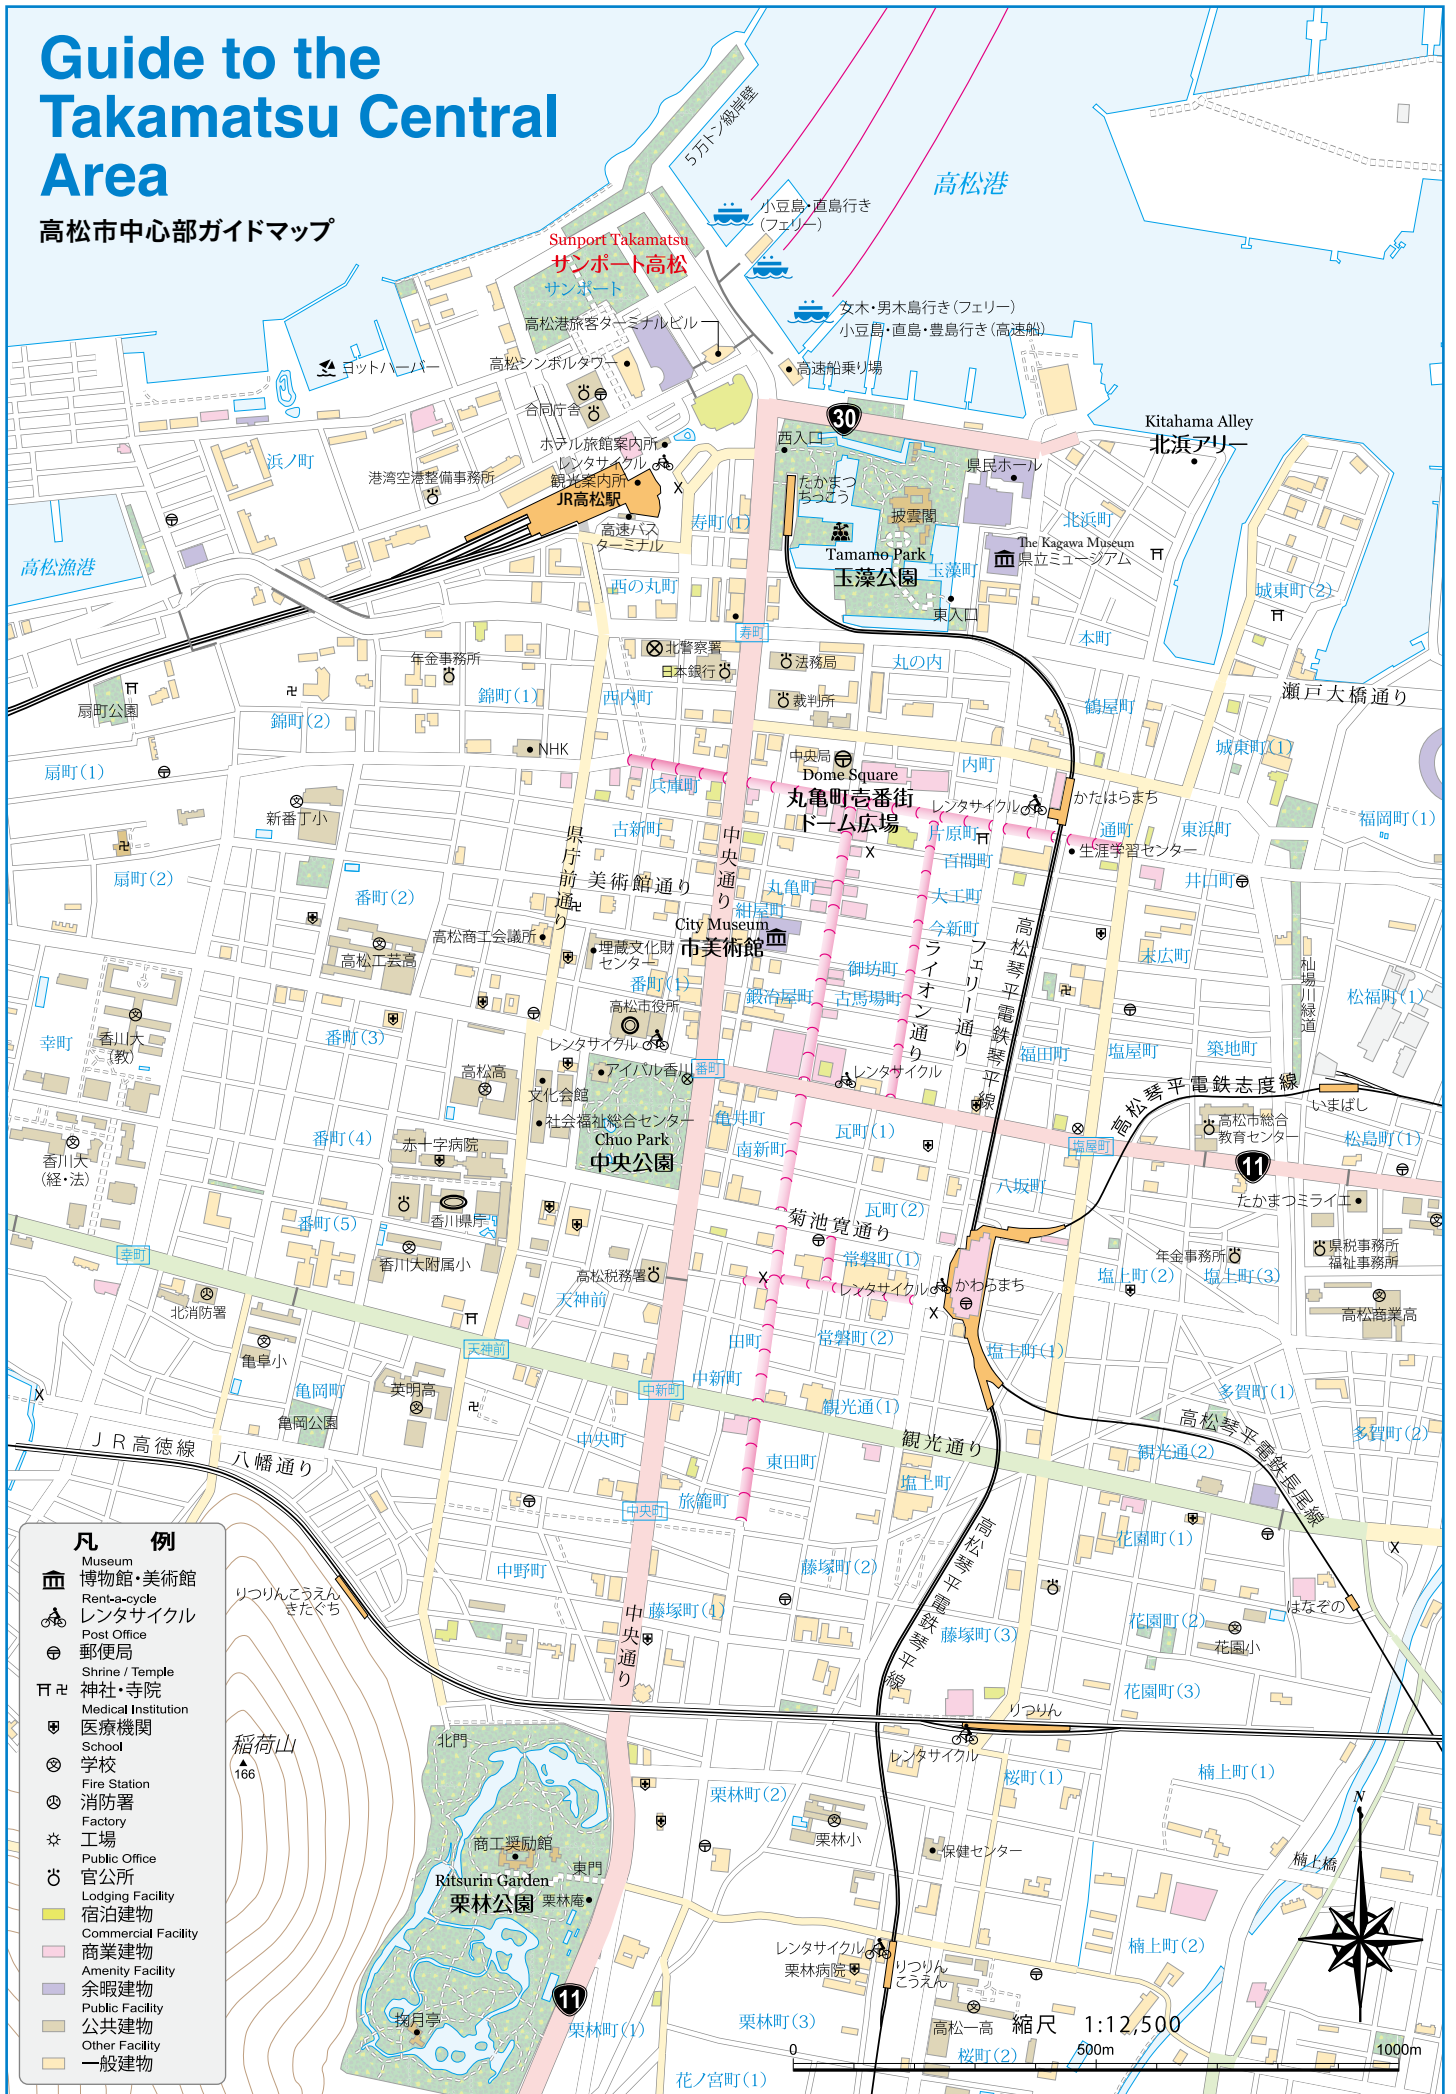 Guide to the
Takamatsu Central
Area
高松市中心部ガイドマップ
5万トン級岸壁
高松港
小豆島・直島行き
(フェリー)
Sunport Takamatsu
サンポート高松
サンポート
女木・男木島行き(フェリー)
小豆島・直島・豊島行き(高速船)
高松港旅客ターミナルビル
高松シンボルタワー
高速船乗り場
ヨットハーバー
合同庁舎
30
Kitahama Alley
北浜アリー
西入口
ホテル旅館案内所
レンタサイクル
観光案内所
JR高松駅
県民ホール
浜ノ町
港湾空港整備事務所
たかまつ
ちっこう
披雲閣
北浜町
寿町(1)
高速バス
ターミナル
The Kagawa Museum
県立ミュージアム
Tamamo Park
玉藻公園
玉藻町
高松漁港
西の丸町
東入口
城東町(2)
寿町
本町
北警察署
日本銀行
法務局
丸の内
年金事務所
錦町(1)
西内町
裁判所
瀬戸大橋通り
扇町公園
錦町(2)
鶴屋町
NHK
中央局
内町
城東町(1)
扇町(1)
兵庫町
Dome Square
丸亀町壱番街
ドーム広場
レンタサイクル
かたはらまち
新番丁小
古新町
片原町
通町
東浜町
福岡町(1)
県庁前通り
中央通り
百間町
生涯学習センター
扇町(2)
美術館通り
丸亀町
大工町
井口町
番町(2)
紺屋町
今新町
City Museum
市美術館
高松商工会議所
埋蔵文化財
センター
高松工芸高
末広町
御坊町
ライオン通り
フェリー通り
高松琴平電鉄琴平線
杣場川緑道
番町(1)
鍛冶屋町
古馬場町
松福町(1)
高松市役所
香川大
(教)
幸町
番町(3)
レンタサイクル
福田町
塩屋町
築地町
高松高
アイパル香川
番町
レンタサイクル
文化会館
高松琴平電鉄志度線
いまばし
社会福祉総合センター
亀井町
瓦町(1)
高松市総合
教育センター
番町(4)
Chuo Park
中央公園
南新町
塩屋町
松島町(1)
赤十字病院
香川大
(経・法)
11
八坂町
たかまつミライエ
番町(5)
香川県庁
瓦町(2)
菊池寛通り
幸町
香川大附属小
高松税務署
常磐町(1)
年金事務所
県税事務所
福祉事務所
塩上町(2)
塩上町(3)
北消防署
天神前
レンタサイクル
かわらまち
高松商業高
亀阜小
天神前
田町
常磐町(2)
塩上町(1)
亀岡町
英明高
中新町
中新町
多賀町(1)
亀岡公園
観光通(1)
高松琴平電鉄長尾線
多賀町(2)
JR高徳線
八幡通り
中央町
観光通り
観光通(2)
東田町
塩上町
旅籠町
中央町
高松琴平電鉄琴平線
花園町(1)
中野町
藤塚町(2)
りつりんこうえん
きたぐち
藤塚町(4)
中央通り
藤塚町(3)
花園町(2)
はなぞの
花園小
花園町(3)
りつりん
レンタサイクル
稲荷山
166
北門
桜町(1)
楠上町(1)
栗林町(2)
栗林小
保健センター
楠上橋
商工奨励館
東門
Ritsurin Garden
栗林公園
栗林庵
楠上町(2)
レンタサイクル
栗林病院
りつりん
こうえん
11
掬月亭
栗林町(1)
栗林町(3)
高松一高
桜町(2)
花ノ宮町(1)
N
縮尺 1:12,500
0
500m
1000m
凡 例
Museum
博物館・美術館
Rent-a-cycle
レンタサイクル
Post Office
郵便局
Shrine / Temple
神社・寺院
Medical Institution
医療機関
School
学校
Fire Station
消防署
Factory
工場
Public Office
官公所
Lodging Facility
宿泊建物
Commercial Facility
商業建物
Amenity Facility
余暇建物
Public Facility
公共建物
Other Facility
一般建物